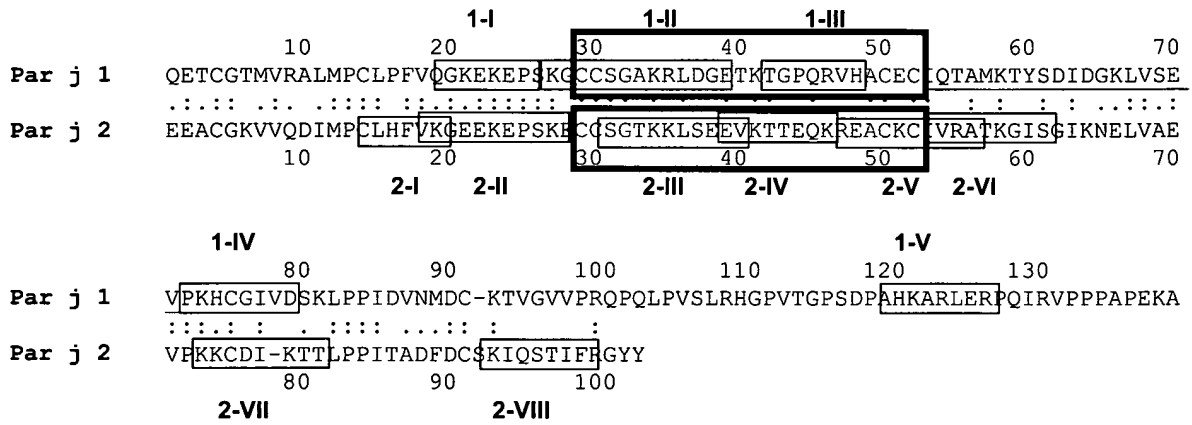 1-I 1-II 1-III
10 20 30 40 50 60 70
Par j 1 QETCGTMVRALMPCLPFVQGKEKEPSKGCCSGAKRLDGETKTGPQRVHACECIQTAMKTYSDIDGKLVSE
Par j 2 EEACGKVVQDIMPCLHFVKGEEKEPSKECCSGTKKLSEEVKTTEQKREACKCIVRATKGISGIKNELVAE
10 20 30 40 50 60 70
2-I 2-II 2-III 2-IV 2-V 2-VI
1-IV 1-V
80 90 100 110 120 130
Par j 1 VPKHCGIVDSKLPPIDVNMDC-KTVGVVPRQPQLPVSLRHGPVTGPSDPAHKARLERPQIRVPPPAPEKA
Par j 2 VPKKCDI-KTTLPPITADFDCSKIQSTIFRGYY
80 90 100
2-VII 2-VIII